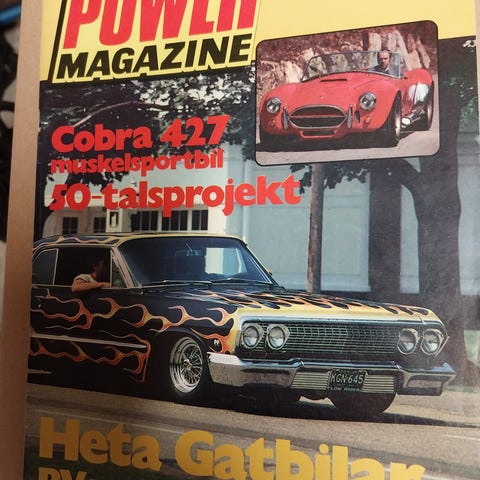 POWER
MAGAZINE
Cobra 427
muskelsportbil
50-talsprojekt
KGN·645
Heta Gatbilar